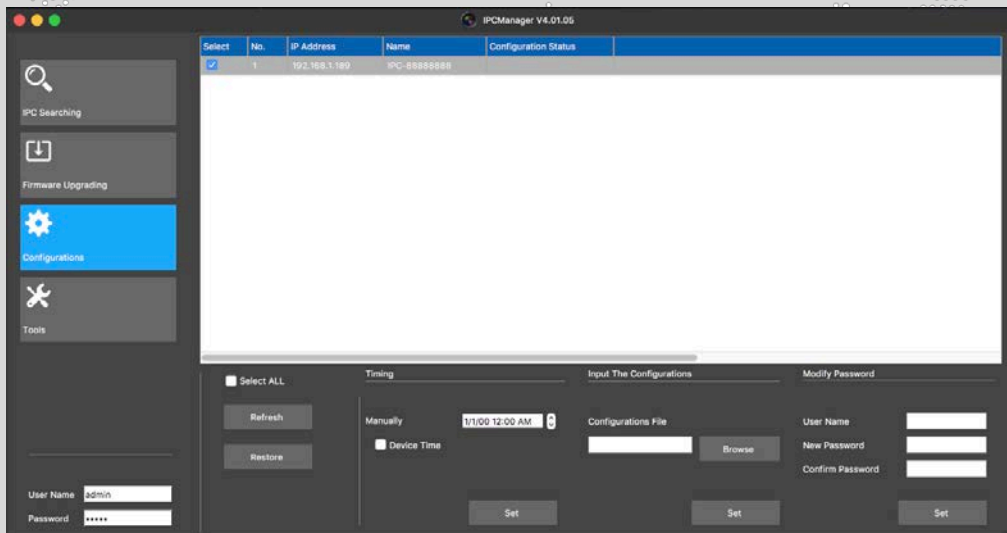 IPCManager V4.01.05
Select No. IP Address Name Configuration Status
1 192.168.1.189 IPC-88888888
IPC Searching
Firmware Upgrading
Configurations
Tools
Select ALL
Refresh
Restore
Timing
Manually 1/1/00 12:00 AM
Device Time
Set
Input The Configurations
Configurations File
Browse
Set
Modify Password
User Name
New Password
Confirm Password
Set
User Name admin
Password •••••